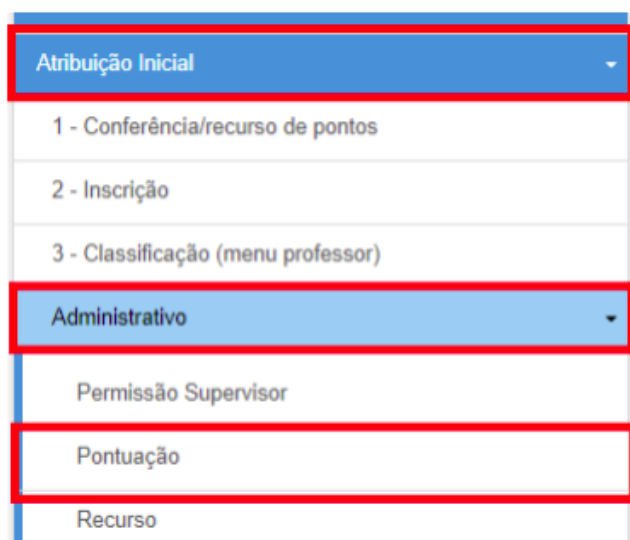 Atribuição Inicial
1 - Conferência/recurso de pontos
2 - Inscrição
3 - Classificação (menu professor)
Administrativo
Permissão Supervisor
Pontuação
Recurso